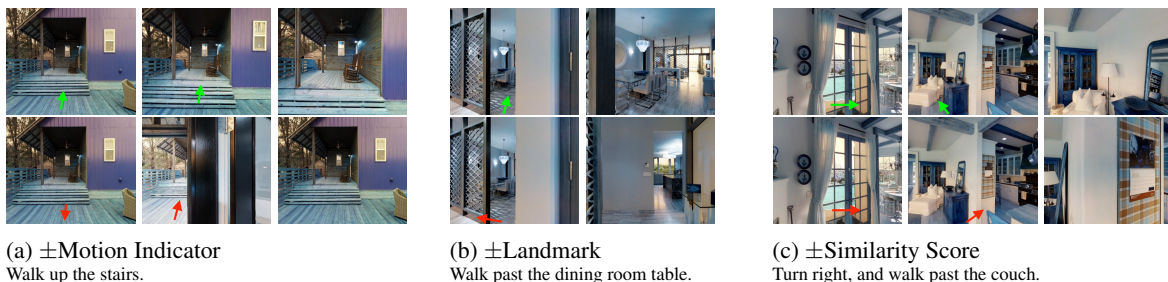 (a) ±Motion Indicator
Walk up the stairs.
(b) ±Landmark
Walk past the dining room table.
(c) ±Similarity Score
Turn right, and walk past the couch.